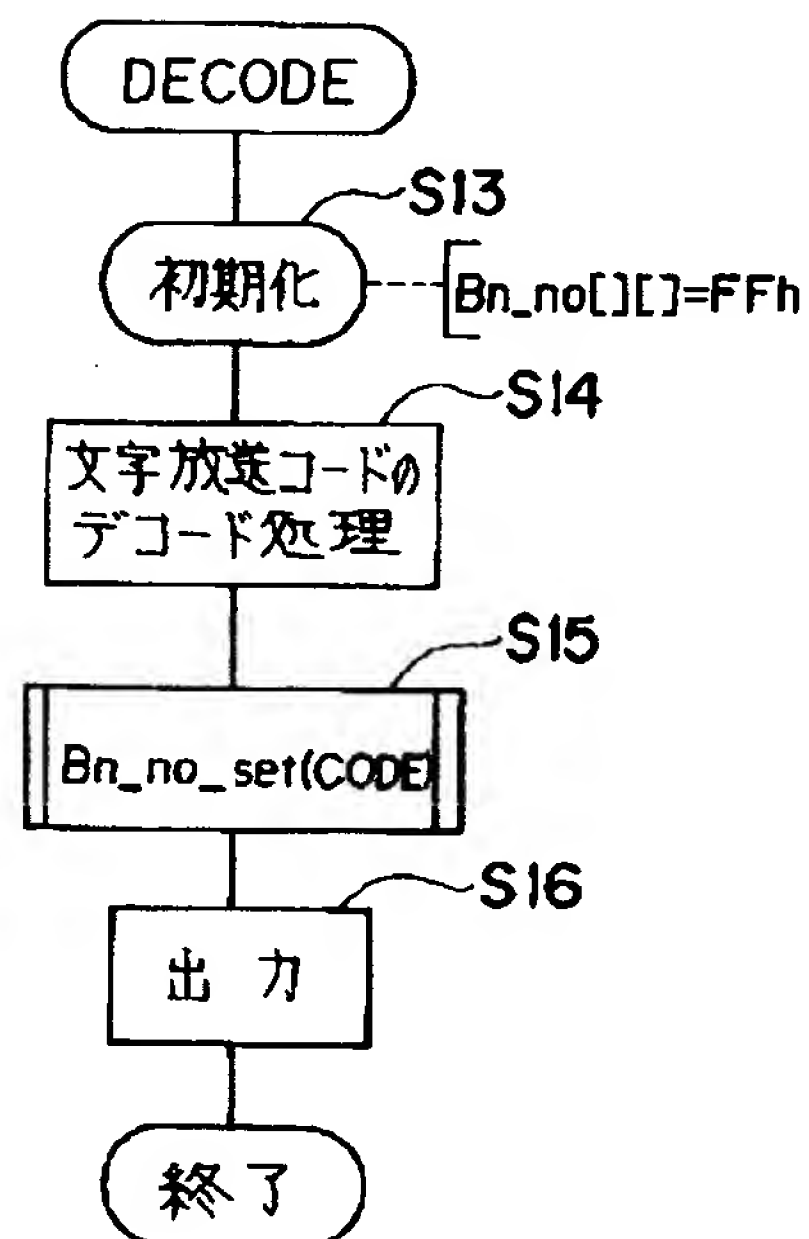 DECODE
S13
初期化
Bn_no[][]=FFh
S14
文字放送コードの
デコード処理
S15
Bn_no_set(CODE)
S16
出力
終了